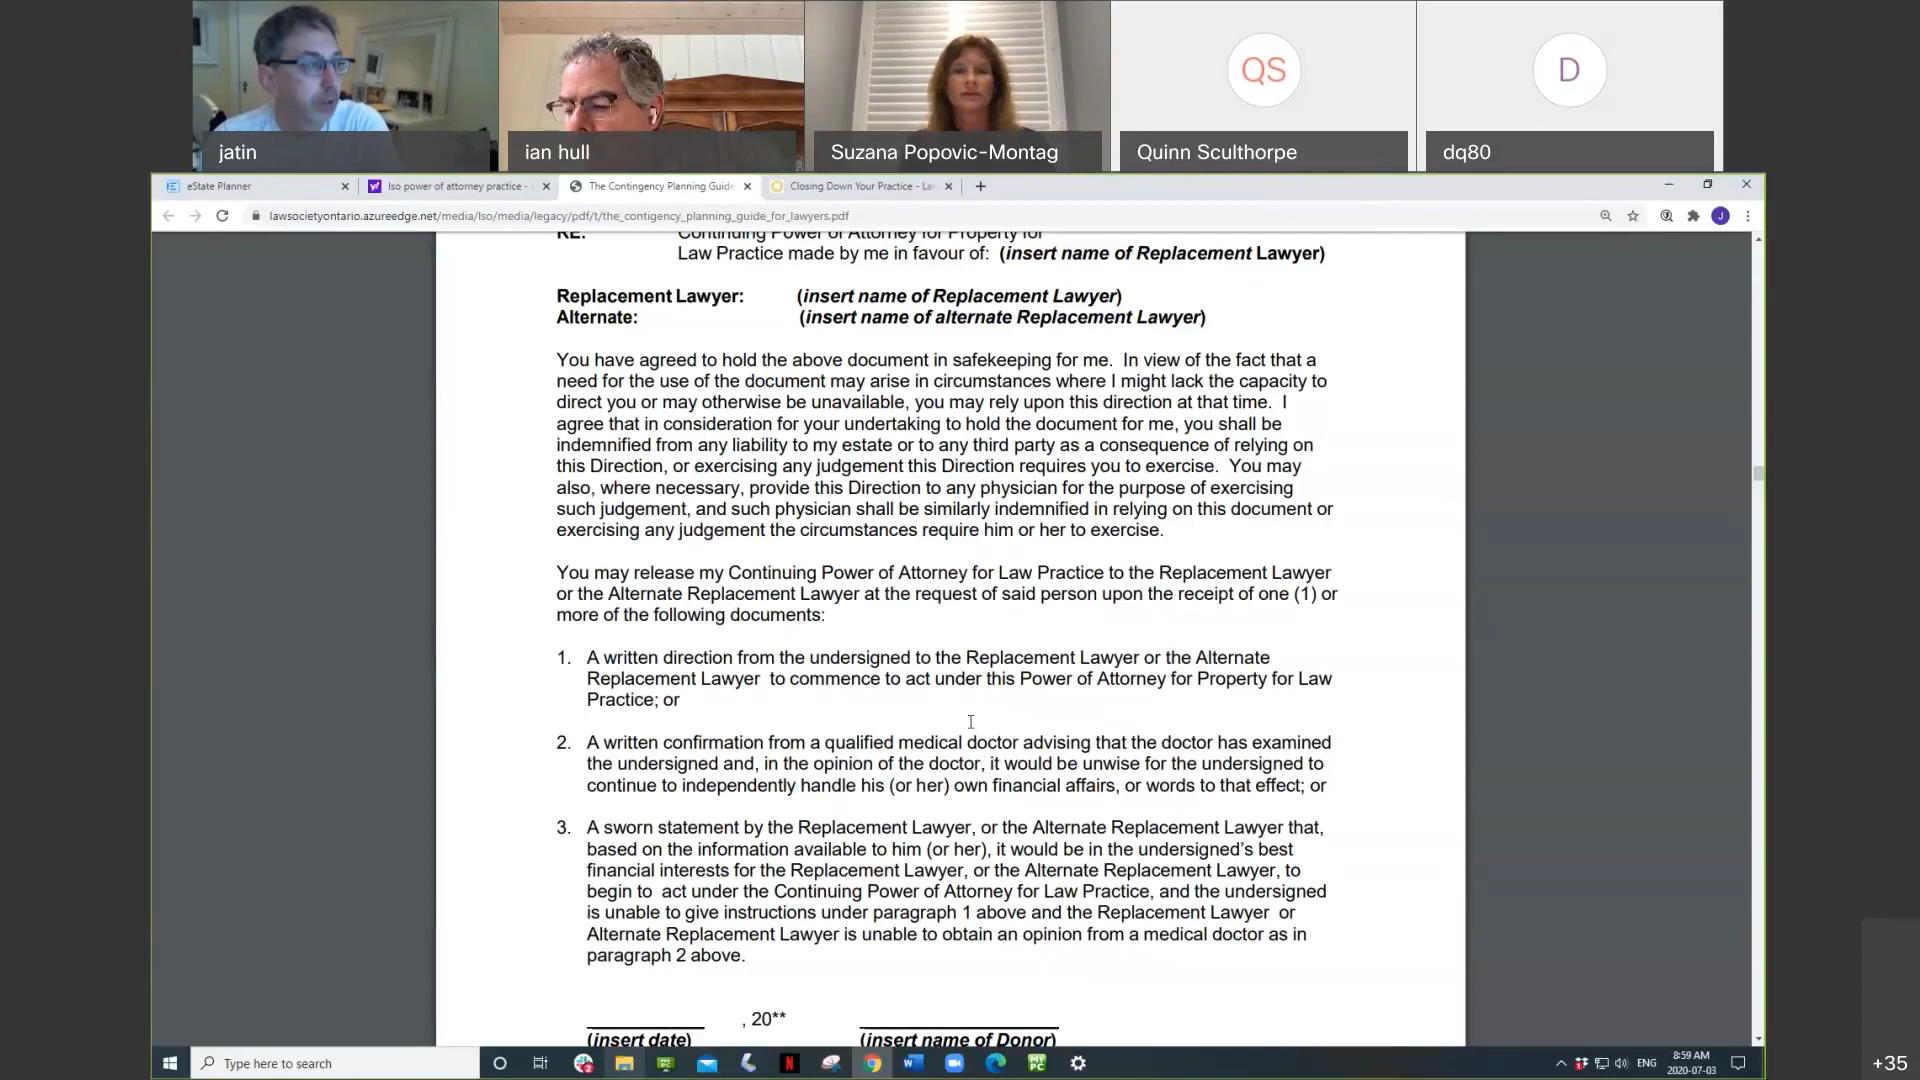 QS
D
jatin
ian hull
Suzana Popovic-Montag
Quinn Sculthorpe
dq80
eState Planner
lso power of attorney practice -
The Contingency Planning Guide
Closing Down Your Practice - La
lawsocietyontario.azureedge.net/media/lso/media/legacy/pdf/t/the_contigency_planning_guide_for_lawyers.pdf
J
RE: Continuing Power of Attorney for Property for
Law Practice made by me in favour of: (insert name of Replacement Lawyer)
Replacement Lawyer: (insert name of Replacement Lawyer)
Alternate: (insert name of alternate Replacement Lawyer)
You have agreed to hold the above document in safekeeping for me. In view of the fact that a
need for the use of the document may arise in circumstances where I might lack the capacity to
direct you or may otherwise be unavailable, you may rely upon this direction at that time. I
agree that in consideration for your undertaking to hold the document for me, you shall be
indemnified from any liability to my estate or to any third party as a consequence of relying on
this Direction, or exercising any judgement this Direction requires you to exercise. You may
also, where necessary, provide this Direction to any physician for the purpose of exercising
such judgement, and such physician shall be similarly indemnified in relying on this document or
exercising any judgement the circumstances require him or her to exercise.
You may release my Continuing Power of Attorney for Law Practice to the Replacement Lawyer
or the Alternate Replacement Lawyer at the request of said person upon the receipt of one (1) or
more of the following documents:
1. A written direction from the undersigned to the Replacement Lawyer or the Alternate
Replacement Lawyer to commence to act under this Power of Attorney for Property for Law
Practice; or
2. A written confirmation from a qualified medical doctor advising that the doctor has examined
the undersigned and, in the opinion of the doctor, it would be unwise for the undersigned to
continue to independently handle his (or her) own financial affairs, or words to that effect; or
3. A sworn statement by the Replacement Lawyer, or the Alternate Replacement Lawyer that,
based on the information available to him (or her), it would be in the undersigned's best
financial interests for the Replacement Lawyer, or the Alternate Replacement Lawyer, to
begin to act under the Continuing Power of Attorney for Law Practice, and the undersigned
is unable to give instructions under paragraph 1 above and the Replacement Lawyer or
Alternate Replacement Lawyer is unable to obtain an opinion from a medical doctor as in
paragraph 2 above.
, 20**
(insert date) (insert name of Donor)
Type here to search
ENG
8:59 AM
2020-07-03
+35